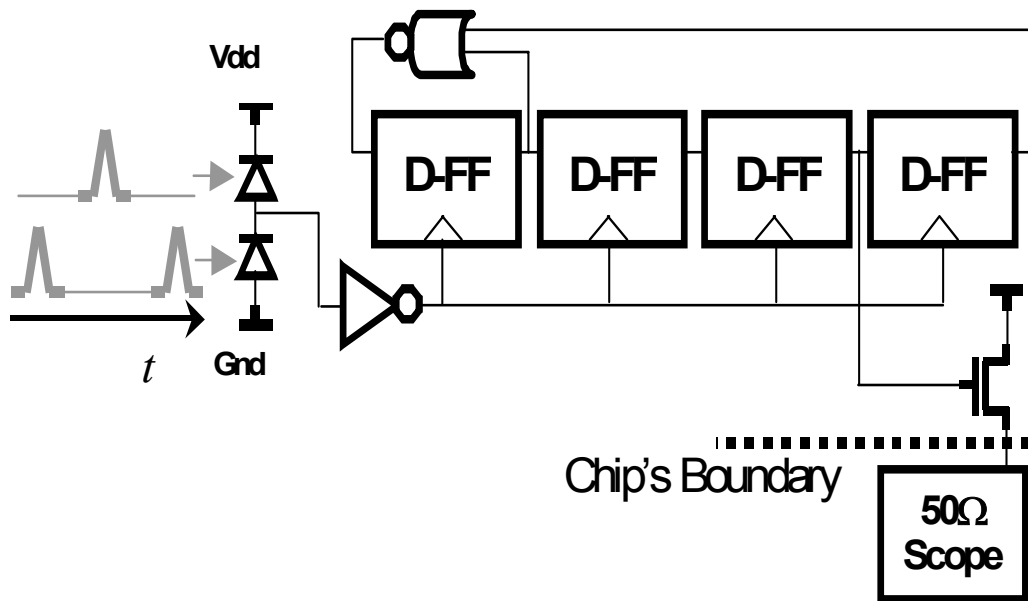 Vdd
D-FF D-FF D-FF D-FF
t
Gnd
Chip's Boundary
50Ω
Scope